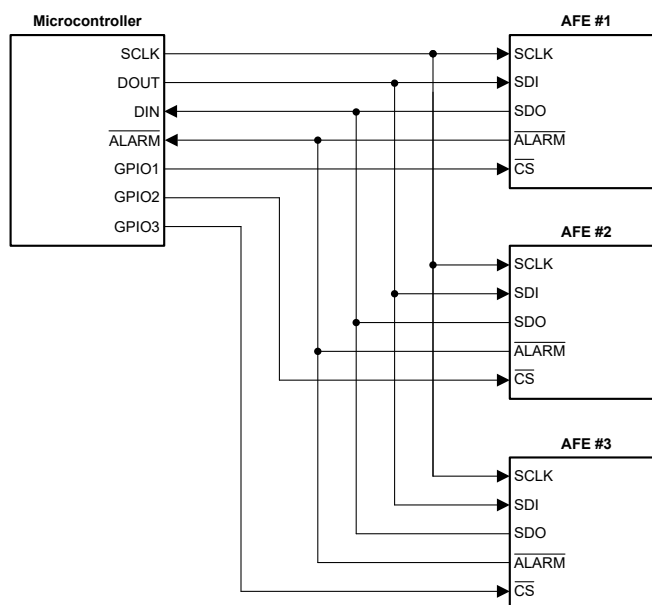 Microcontroller
SCLK
DOUT
DIN
ALARM
GPIO1
GPIO2
GPIO3
AFE #1
SCLK
SDI
SDO
ALARM
CS
AFE #2
SCLK
SDI
SDO
ALARM
CS
AFE #3
SCLK
SDI
SDO
ALARM
CS